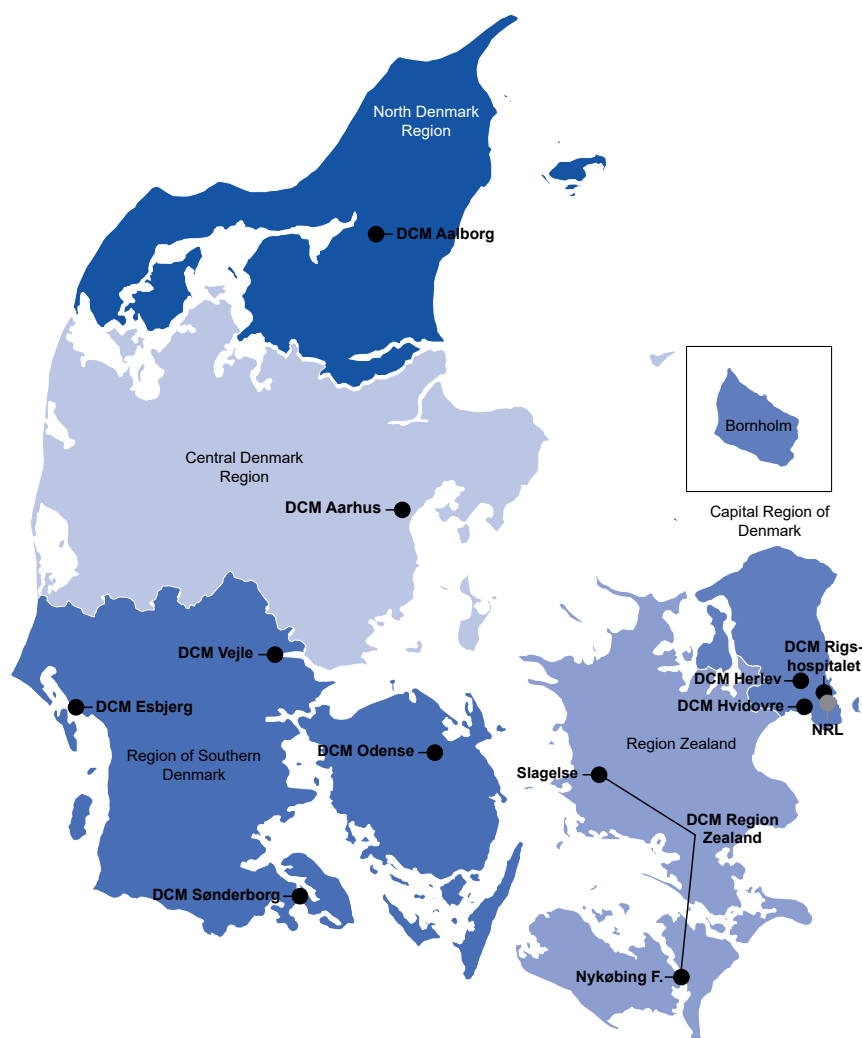 North Denmark
Region
DCM Aalborg
Bornholm
Central Denmark
Region
DCM Aarhus
Capital Region of
Denmark
DCM Vejle
DCM Rigs-
hospitalet
DCM Herlev
DCM Esbjerg
DCM Hvidovre
NRL
Region of Southern
Denmark
DCM Odense
Region Zealand
Slagelse
DCM Region
Zealand
DCM Sønderborg
Nykøbing F.